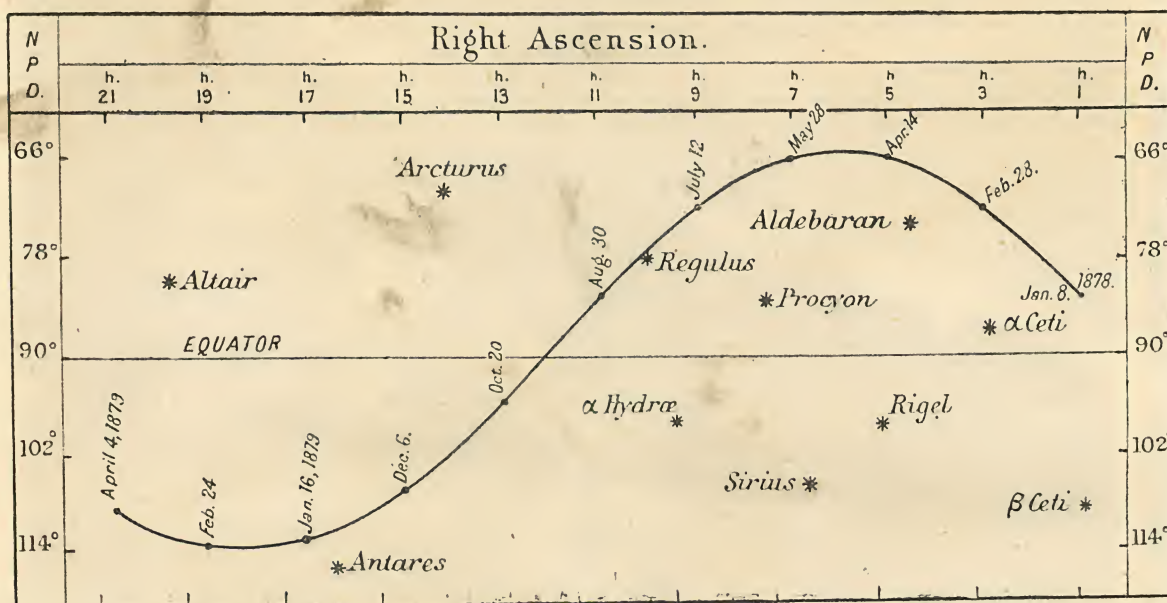 Right Ascension.
N N
P P
D. D.
h. h. h. h. h. h. h. h. h. h. h.
21 19 17 15 13 11 9 7 5 3 1
66° May 28 Apr. 14 66°
Arcturus July 12 Feb. 28.
Aldebaran
78° Aug. 30 Regulus 78°
Altair Procyon Jan. 8. 1878.
α Ceti
EQUATOR
90° Oct. 20 90°
α Hydræ Rigel
102° April 4, 1879 Dec. 6. 102°
Feb. 24 Jan. 16, 1879 Sirius β Ceti
114° Antares 114°